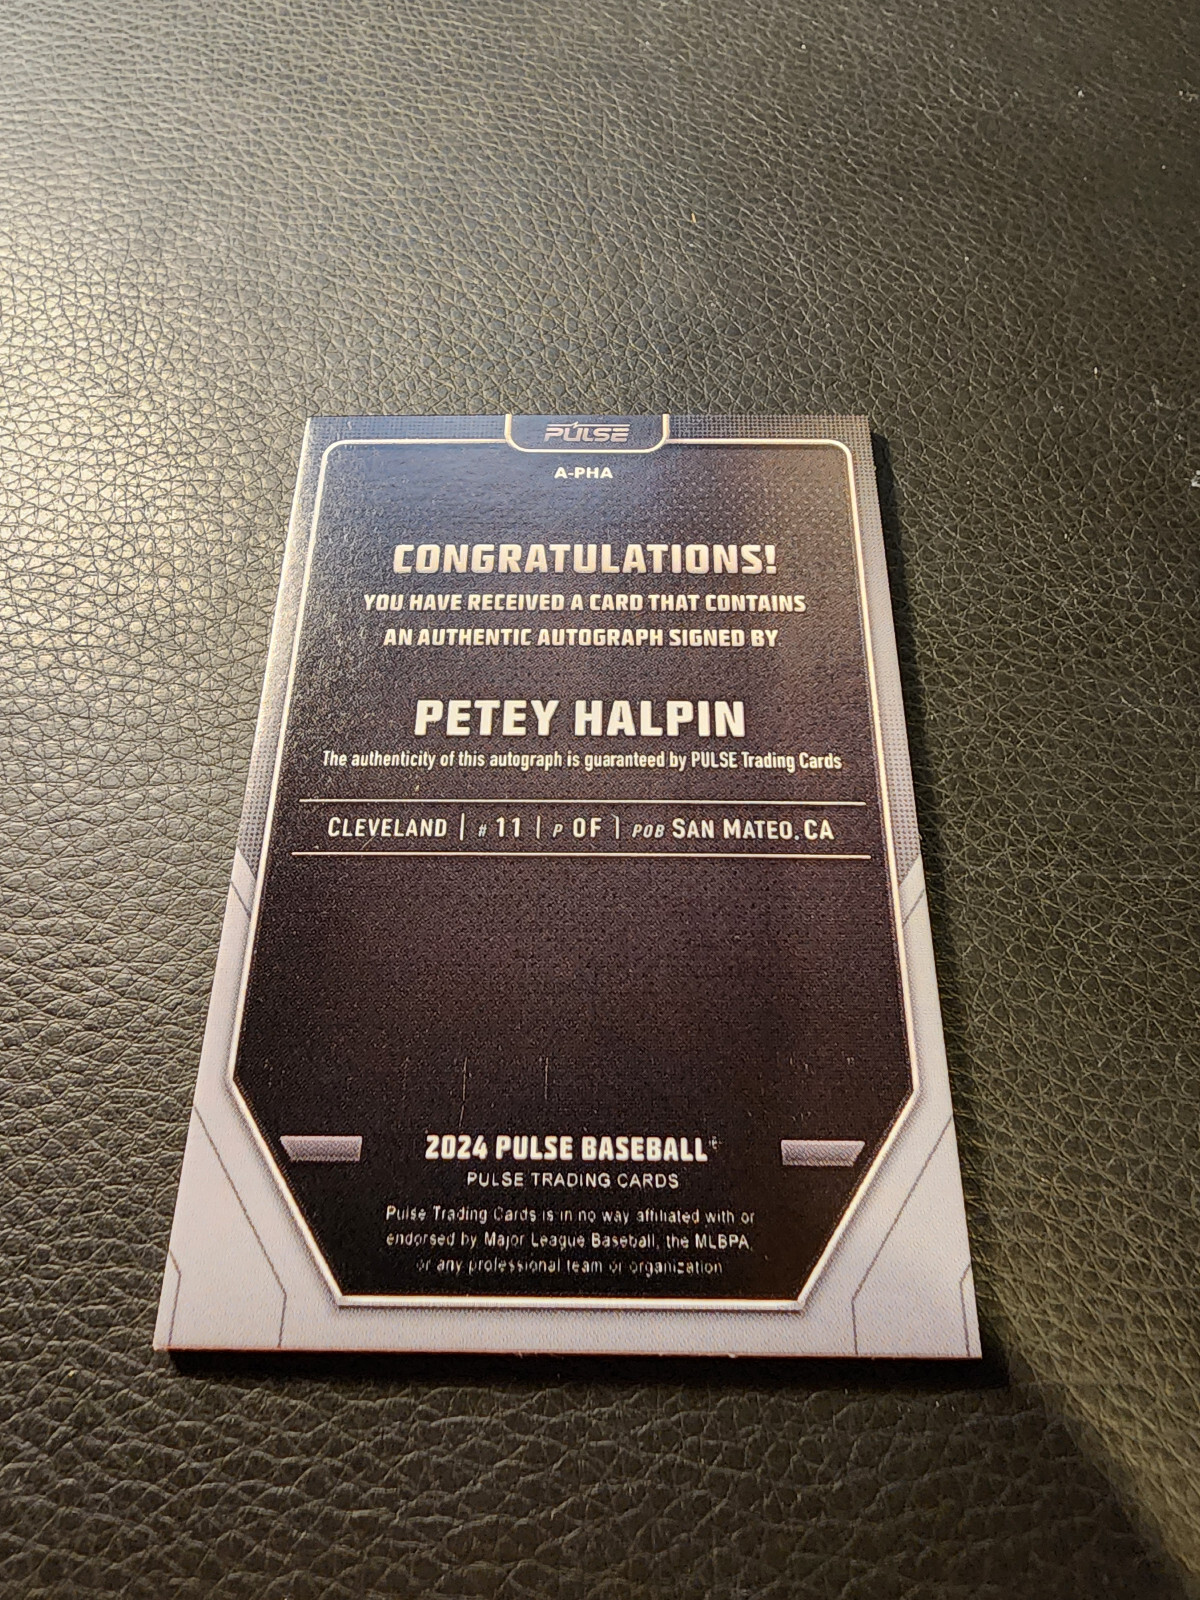 PULSE
A-PHA
CONGRATULATIONS!
YOU HAVE RECEIVED A CARD THAT CONTAINS
AN AUTHENTIC AUTOGRAPH SIGNED BY
PETEY HALPIN
The authenticity of this autograph is guaranteed by PULSE Trading Cards
CLEVELAND | # 11 | P OF | POB SAN MATEO, CA
2024 PULSE BASEBALL
PULSE TRADING CARDS
Pulse Trading Cards is in no way affiliated with or
endorsed by Major League Baseball, the MLBPA,
or any professional team or organization